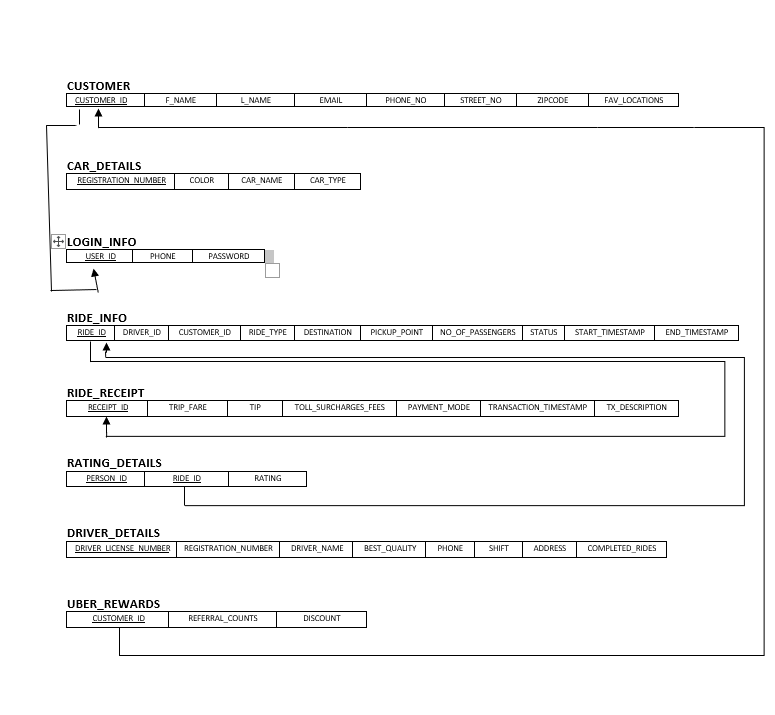 CUSTOMER
CUSTOMER_ID F_NAME L_NAME EMAIL PHONE_NO STREET_NO ZIPCODE FAV_LOCATIONS
CAR_DETAILS
REGISTRATION_NUMBER COLOR CAR_NAME CAR_TYPE
LOGIN_INFO
USER_ID PHONE PASSWORD
RIDE_INFO
RIDE_ID DRIVER_ID CUSTOMER_ID RIDE_TYPE DESTINATION PICKUP_POINT NO_OF_PASSENGERS STATUS START_TIMESTAMP END_TIMESTAMP
RIDE_RECEIPT
RECEIPT_ID TRIP_FARE TIP TOLL_SURCHARGES_FEES PAYMENT_MODE TRANSACTION_TIMESTAMP TX_DESCRIPTION
RATING_DETAILS
PERSON_ID RIDE_ID RATING
DRIVER_DETAILS
DRIVER_LICENSE_NUMBER REGISTRATION_NUMBER DRIVER_NAME BEST_QUALITY PHONE SHIFT ADDRESS COMPLETED_RIDES
UBER_REWARDS
CUSTOMER_ID REFERRAL_COUNTS DISCOUNT